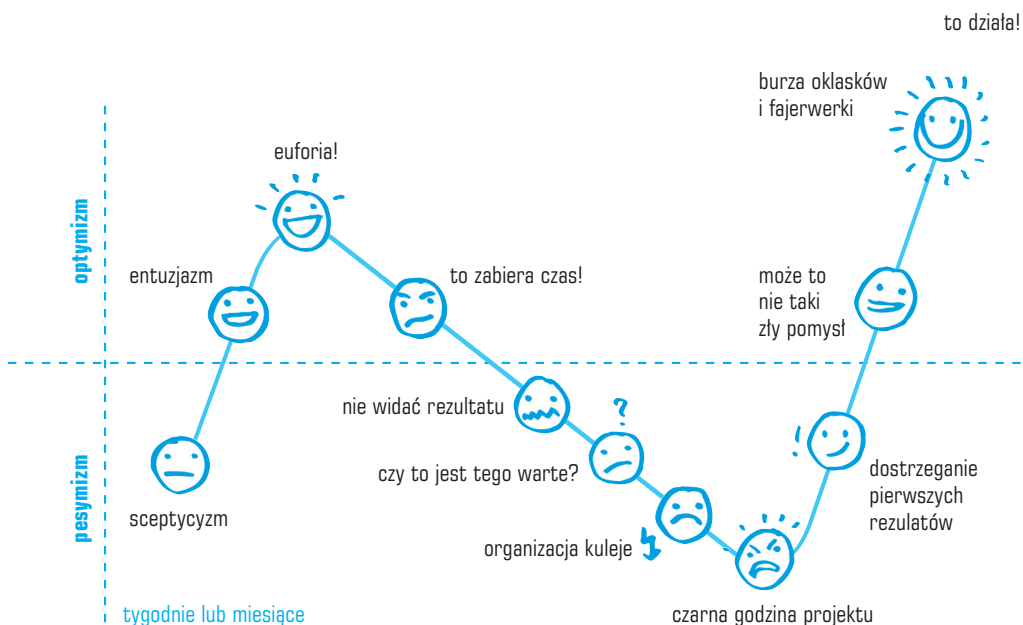 to działa!
burza oklasków
i fajerwerki
euforia!
optymizm
entuzjazm
to zabiera czas!
może to
nie taki
zły pomysł
nie widać rezultatu
?
czy to jest tego warte?
!
dostrzeganie
pierwszych
rezulatów
pesymizm
sceptycyzm
organizacja kuleje
tygodnie lub miesiące
czarna godzina projektu